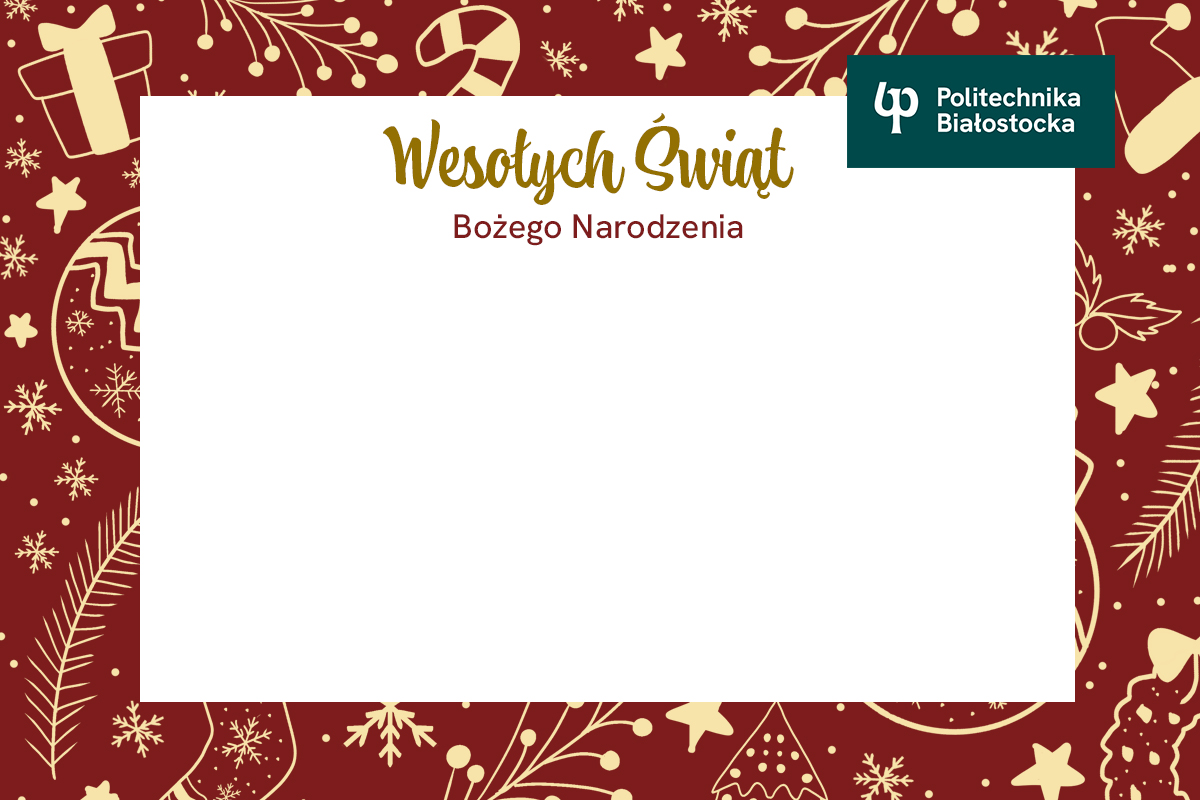 Politechnika
Białostocka
Wesołych Świąt
Bożego Narodzenia